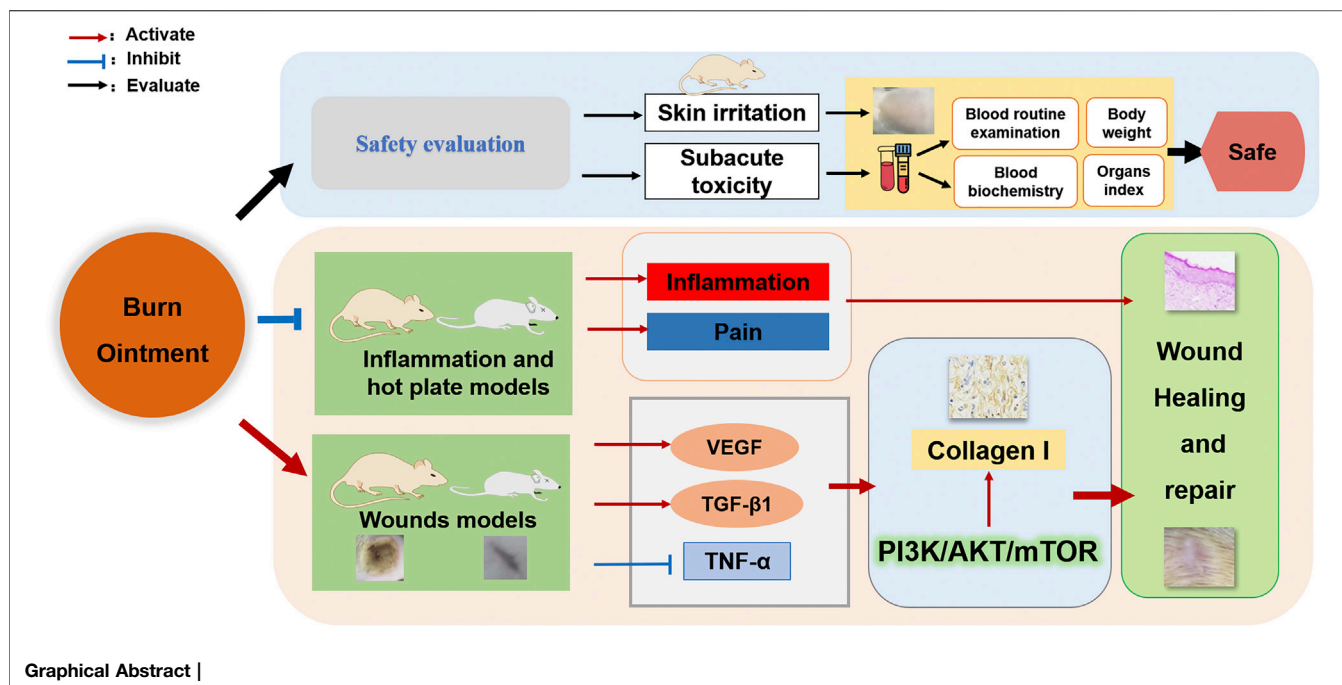 : Activate
: Inhibit
: Evaluate
Safety evaluation
Skin irritation
Subacute
toxicity
Blood routine
examination
Body
weight
Blood
biochemistry
Organs
index
Safe
Burn
Ointment
Inflammation and
hot plate models
Inflammation
Pain
Wounds models
VEGF
TGF-β1
TNF-α
Collagen I
PI3K/AKT/mTOR
Wound
Healing
and
repair
Graphical Abstract |